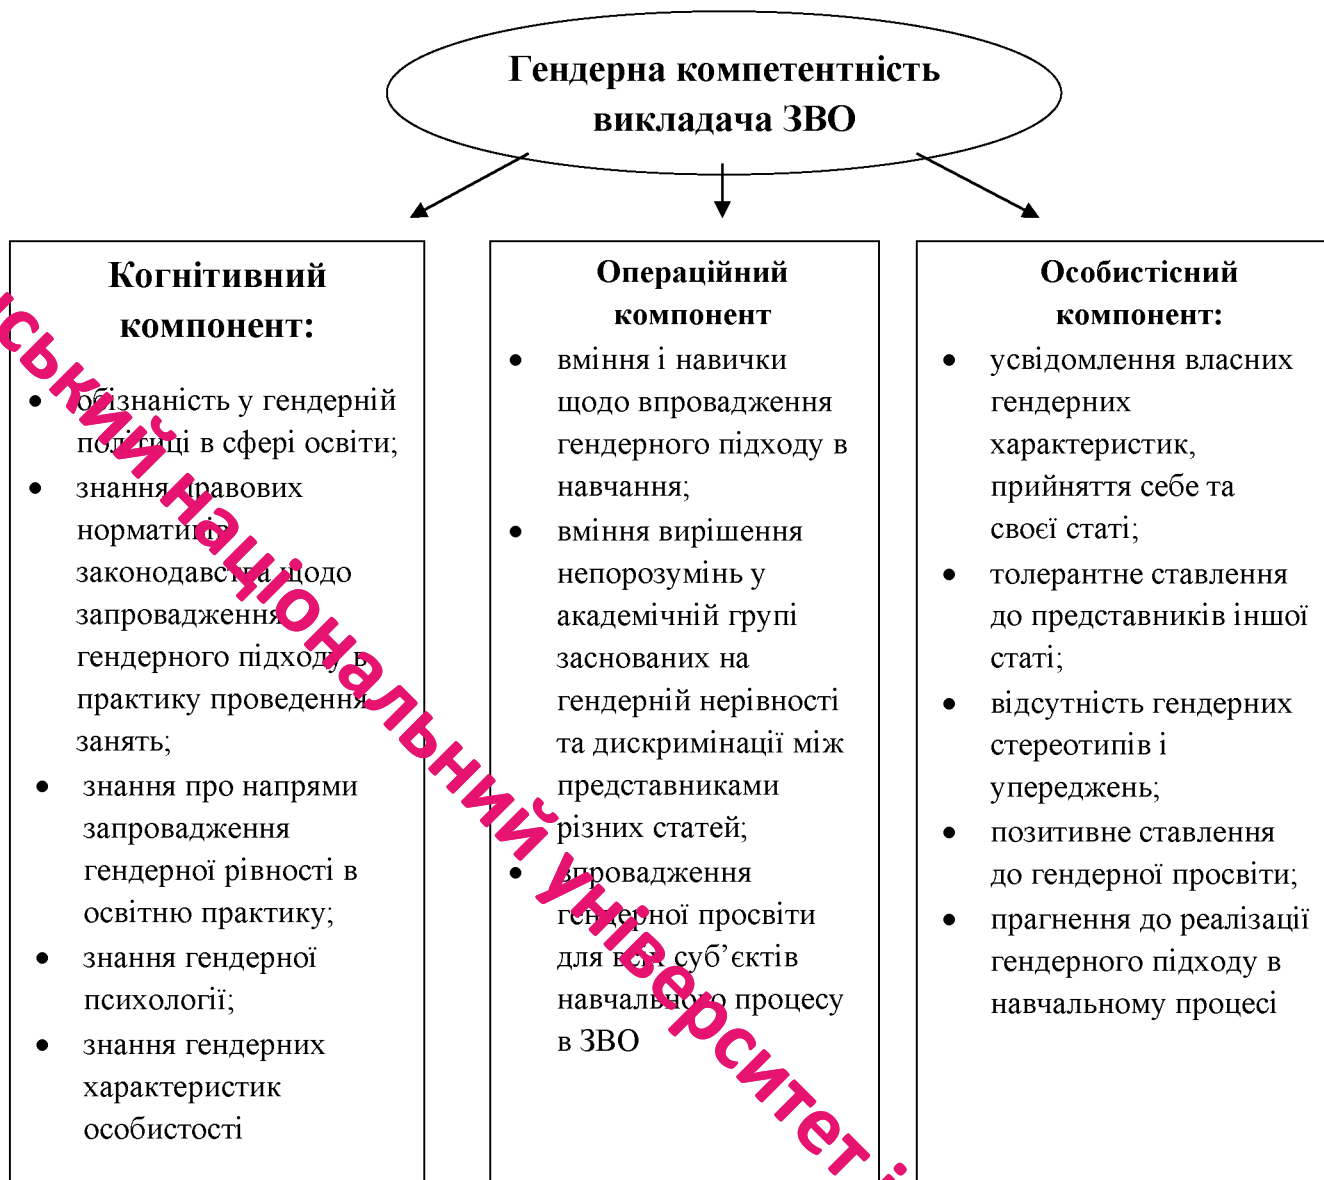 Гендерна компетентність
викладача ЗВО
Когнітивний
компонент:
обізнаність у гендерній
політиці в сфері освіти;
знання правових
нормативів
законодавства щодо
запровадження
гендерного підходу в
практику проведення
занять;
знання про напрями
запровадження
гендерної рівності в
освітню практику;
знання гендерної
психології;
знання гендерних
характеристик
особистості
Операційний
компонент
вміння і навички
щодо впровадження
гендерного підходу в
навчання;
вміння вирішення
непорозумінь у
академічній групі
заснованих на
гендерній нерівності
та дискримінації між
представниками
різних статей;
впровадження
гендерної просвіти
для всіх суб’єктів
навчального процесу
в ЗВО
Особистісний
компонент:
усвідомлення власних
гендерних
характеристик,
прийняття себе та
своєї статі;
толерантне ставлення
до представників іншої
статі;
відсутність гендерних
стереотипів і
упереджень;
позитивне ставлення
до гендерної просвіти;
прагнення до реалізації
гендерного підходу в
навчальному процесі
національний університет